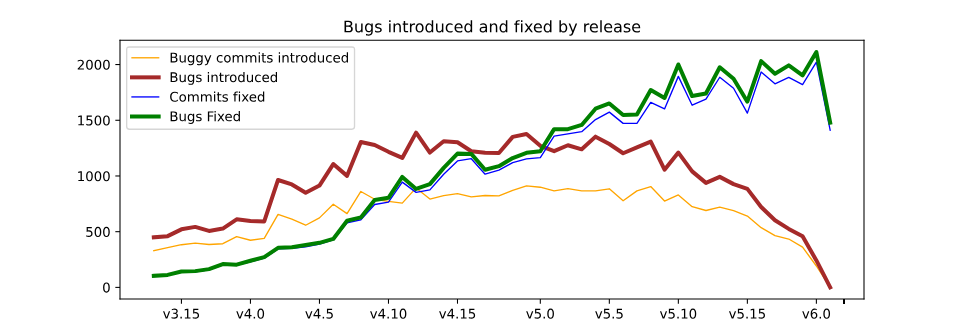 Bugs introduced and fixed by release
Buggy commits introduced
Bugs introduced
Commits fixed
Bugs Fixed
2000
1500
1000
500
0
v3.15 v4.0 v4.5 v4.10 v4.15 v5.0 v5.5 v5.10 v5.15 v6.0